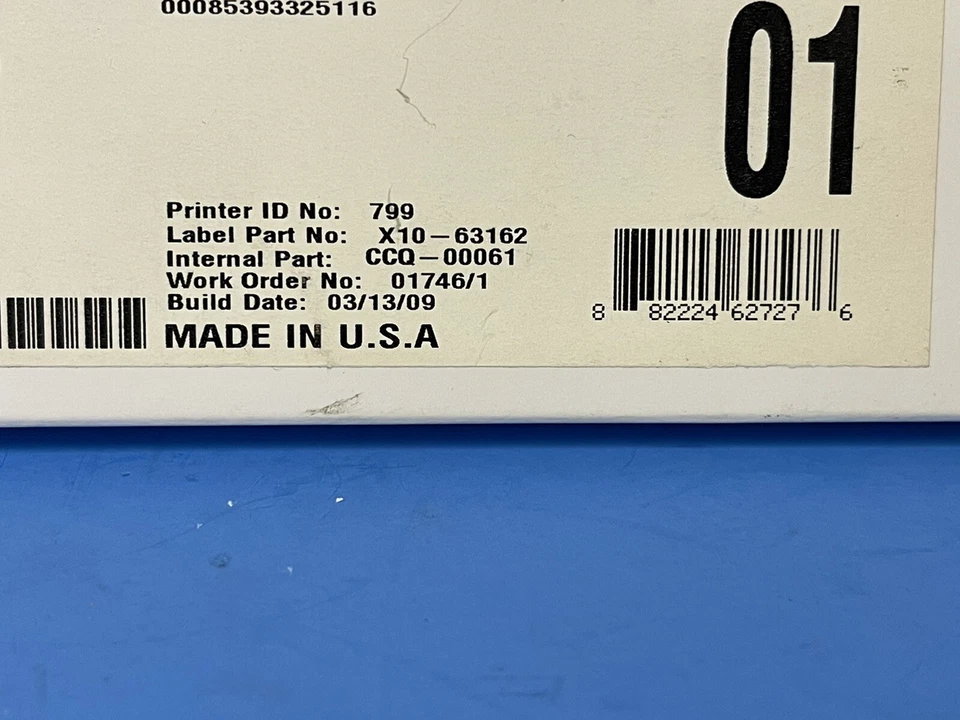 00085393325116
01
Printer ID No: 799
Label Part No: X10-63162
Internal Part: CCQ-00061
Work Order No: 01746/1
Build Date: 03/13/09
MADE IN U.S.A
8 82224 62727 6